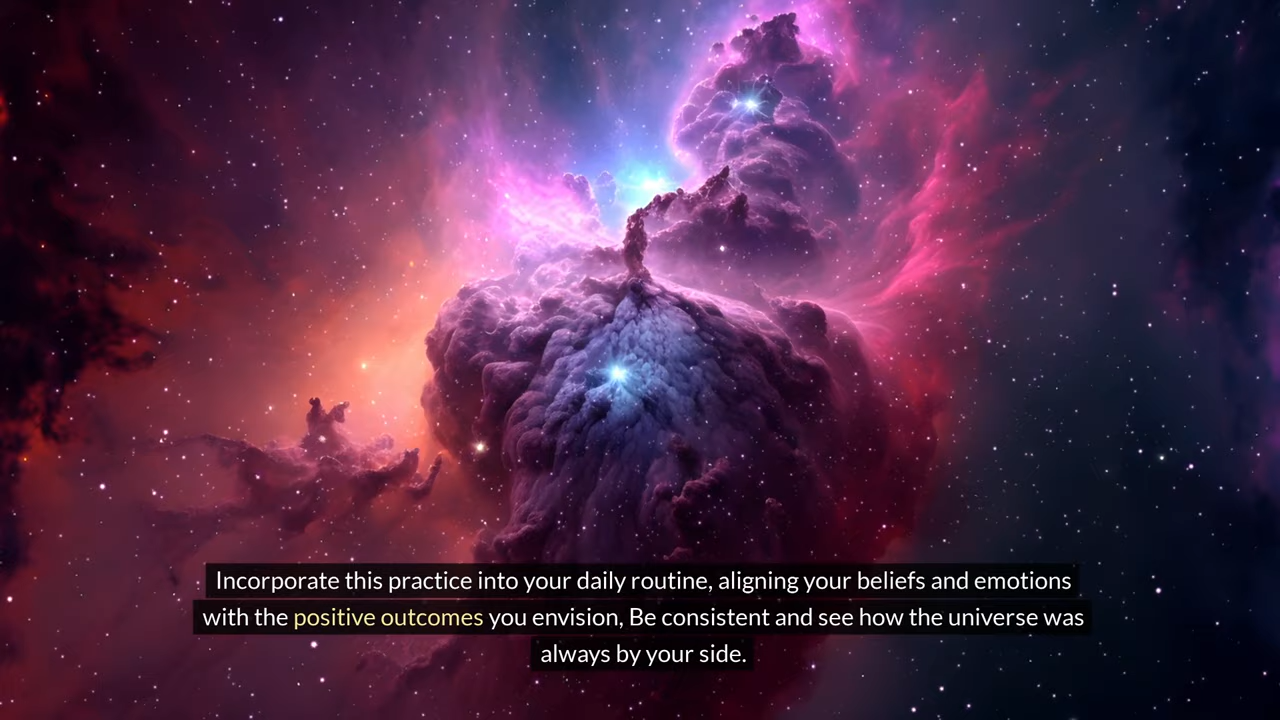 Incorporate this practice into your daily routine, aligning your beliefs and emotions
with the positive outcomes you envision, Be consistent and see how the universe was
always by your side.